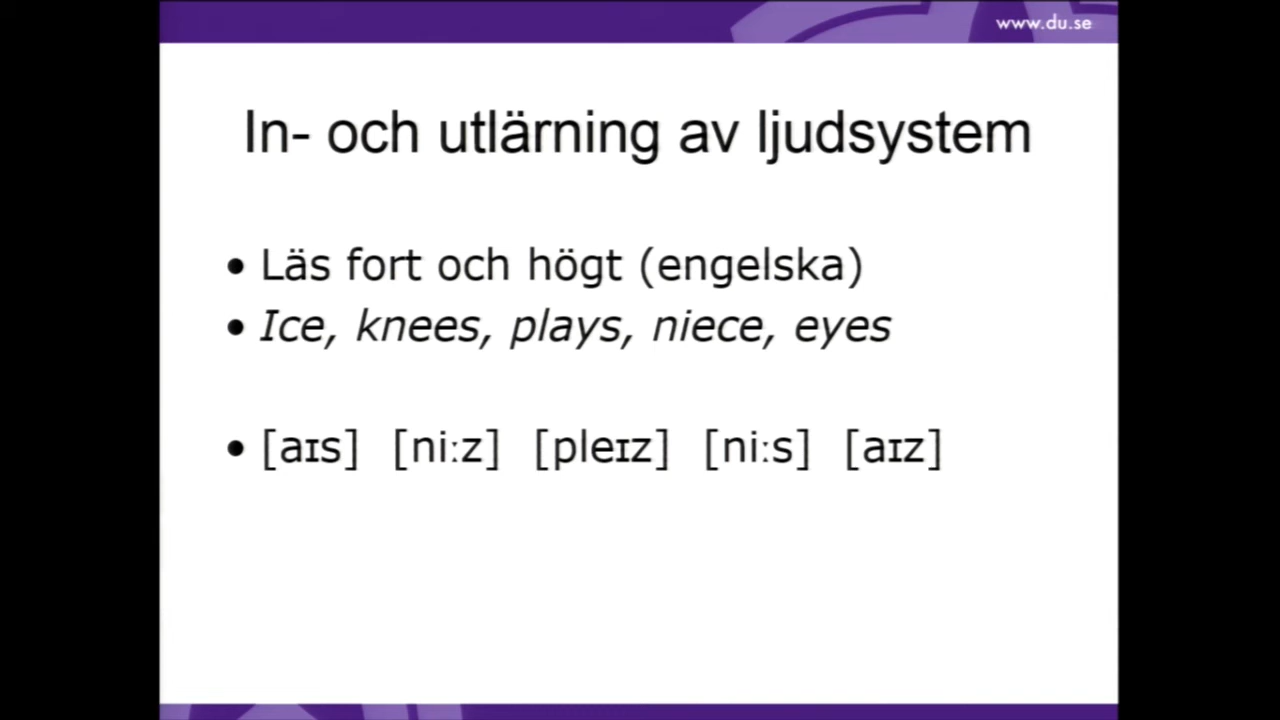 www.du.se
In- och utlärning av ljudsystem
• Läs fort och högt (engelska)
• Ice, knees, plays, niece, eyes
• [aɪs] [niːz] [pleɪz] [niːs] [aɪz]